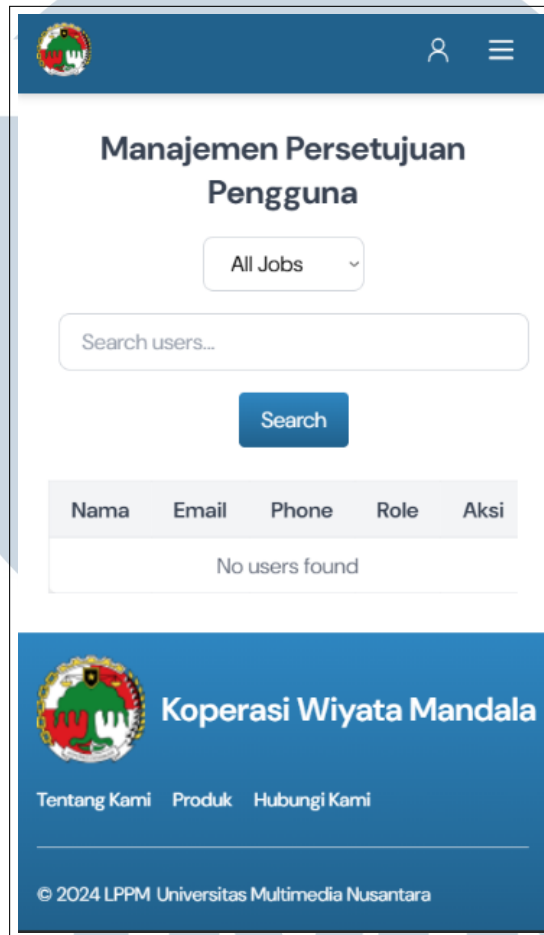 Manajemen Persetujuan
Pengguna
All Jobs
Search users...
Search
Nama Email Phone Role Aksi
No users found
Koperasi Wiyata Mandala
Tentang Kami Produk Hubungi Kami
© 2024 LPPM Universitas Multimedia Nusantara